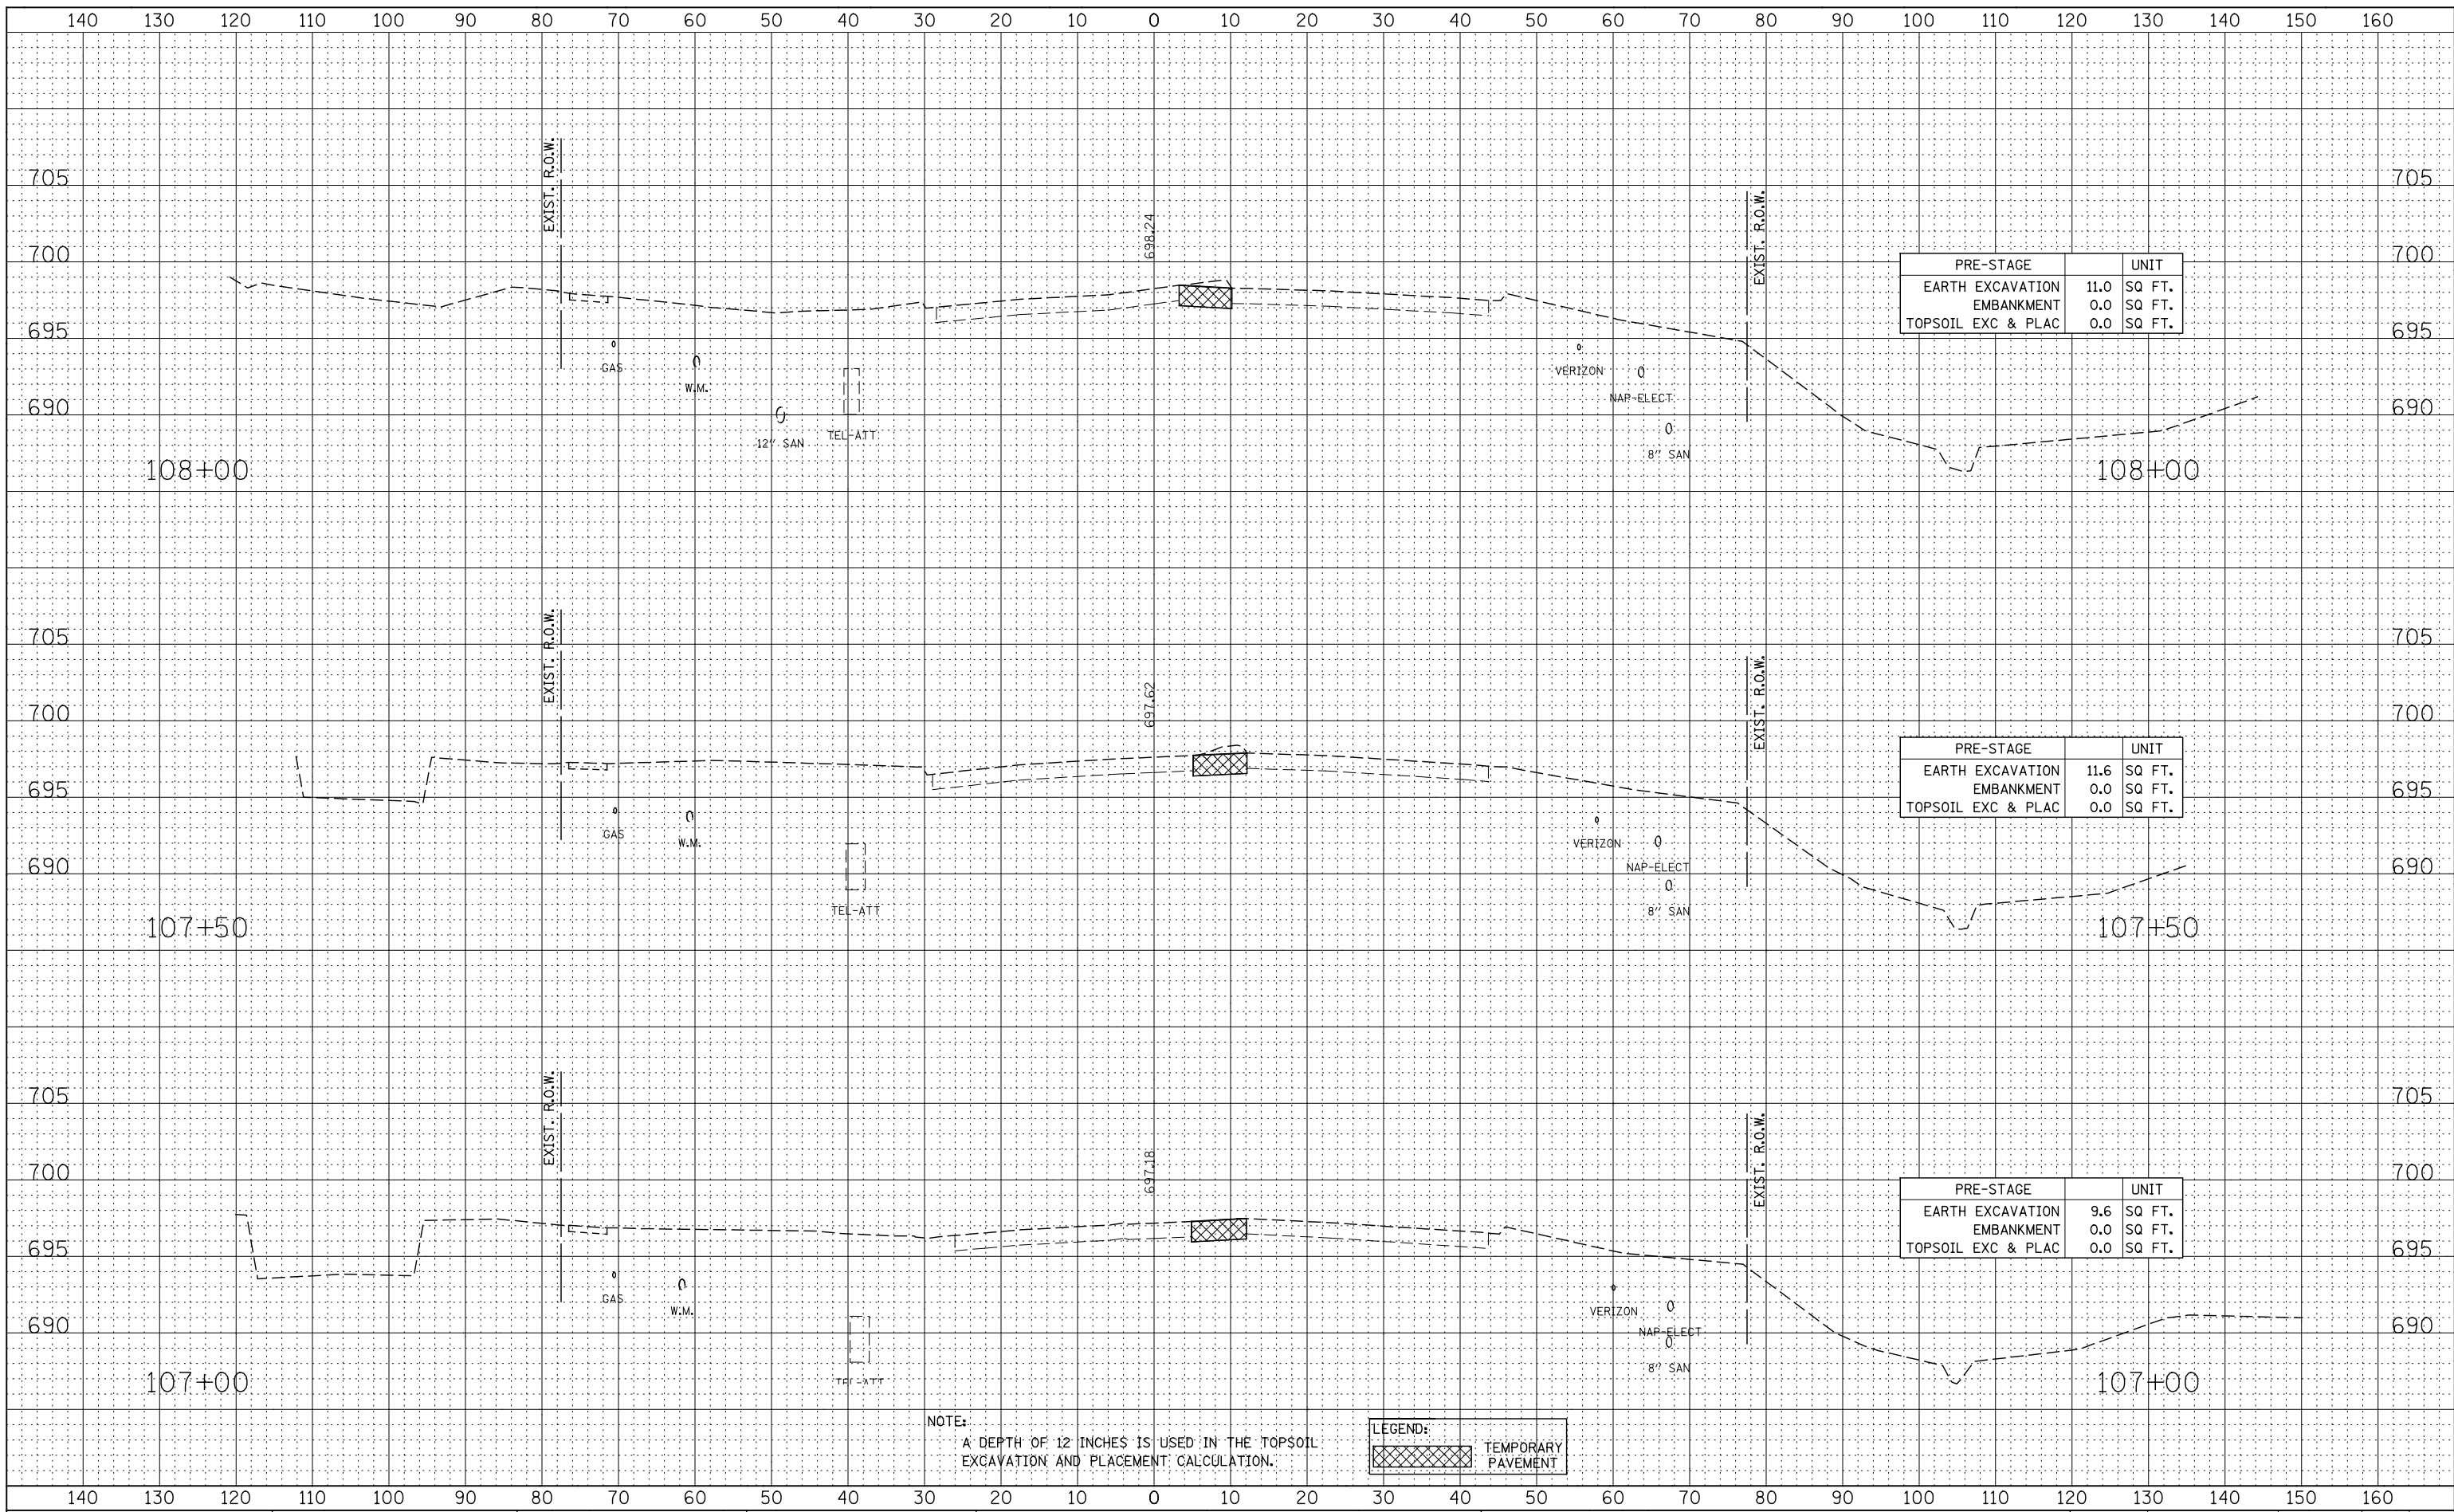 140 130 120 110 100 90 80 70 60 50 40 30 20 10 0 10 20 30 40 50 60 70 80 90 100 110 120 130 140 150 160
EXIST. R.O.W.
EXIST. R.O.W.
698.24
705 705
700 700
695 695
690 690
PRE-STAGE UNIT
EARTH EXCAVATION 11.0 SQ FT.
EMBANKMENT 0.0 SQ FT.
TOPSOIL EXC & PLAC 0.0 SQ FT.
GAS
W.M.
12" SAN
TEL-ATT
VERIZON
NAP-ELECT
8" SAN
108+00 108+00
EXIST. R.O.W.
EXIST. R.O.W.
697.62
705 705
700 700
695 695
690 690
PRE-STAGE UNIT
EARTH EXCAVATION 11.6 SQ FT.
EMBANKMENT 0.0 SQ FT.
TOPSOIL EXC & PLAC 0.0 SQ FT.
GAS
W.M.
TEL-ATT
VERIZON
NAP-ELECT
8" SAN
107+50 107+50
EXIST. R.O.W.
EXIST. R.O.W.
697.18
705 705
700 700
695 695
690 690
PRE-STAGE UNIT
EARTH EXCAVATION 9.6 SQ FT.
EMBANKMENT 0.0 SQ FT.
TOPSOIL EXC & PLAC 0.0 SQ FT.
GAS
W.M.
TEL-ATT
VERIZON
NAP-ELECT
8" SAN
107+00 107+00
NOTE:
A DEPTH OF 12 INCHES IS USED IN THE TOPSOIL
EXCAVATION AND PLACEMENT CALCULATION.
LEGEND:
TEMPORARY
PAVEMENT
140 130 120 110 100 90 80 70 60 50 40 30 20 10 0 10 20 30 40 50 60 70 80 90 100 110 120 130 140 150 160